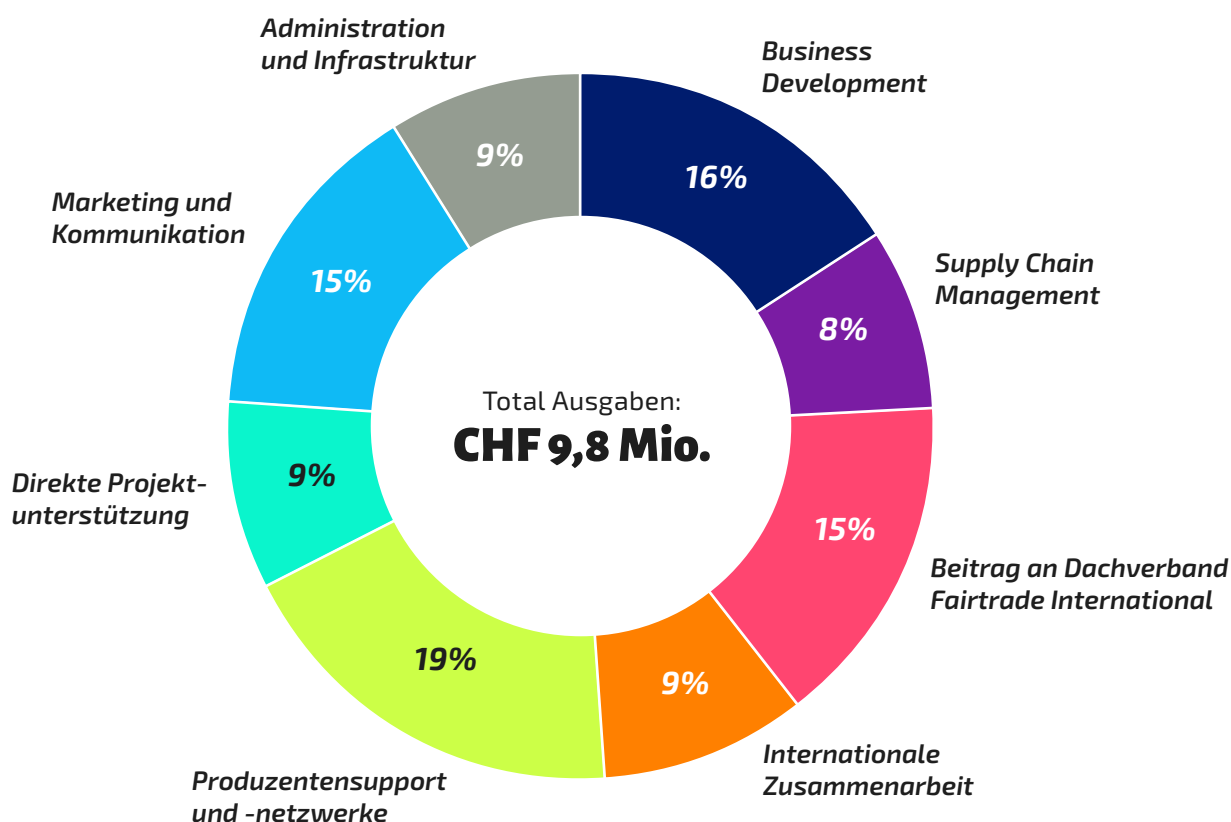 Administration
und Infrastruktur
9%
Business
Development
16%
Supply Chain
Management
8%
Beitrag an Dachverband
Fairtrade International
15%
Internationale
Zusammenarbeit
9%
Produzentensupport
und -netzwerke
19%
Direkte Projekt-
unterstützung
9%
Marketing und
Kommunikation
15%
Total Ausgaben:
CHF 9,8 Mio.